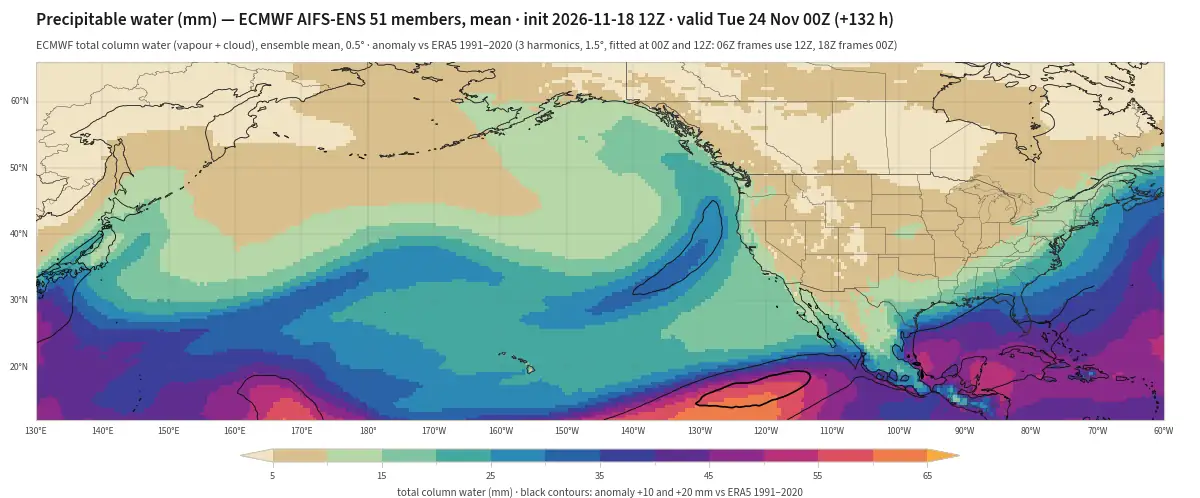 Precipitable water (mm) — ECMWF AIFS-ENS 51 members, mean · init 2026-11-18 12Z · valid Tue 24 Nov 00Z (+132 h)
ECMWF total column water (vapour + cloud), ensemble mean, 0.5° · anomaly vs ERA5 1991–2020 (3 harmonics, 1.5°, fitted at 00Z and 12Z: 06Z frames use 12Z, 18Z frames 00Z)
60°N
50°N
40°N
30°N
20°N
130°E 140°E 150°E 160°E 170°E 180° 170°W 160°W 150°W 140°W 130°W 120°W 110°W 100°W 90°W 80°W 70°W 60°W
5 15 25 35 45 55 65
total column water (mm) · black contours: anomaly +10 and +20 mm vs ERA5 1991–2020